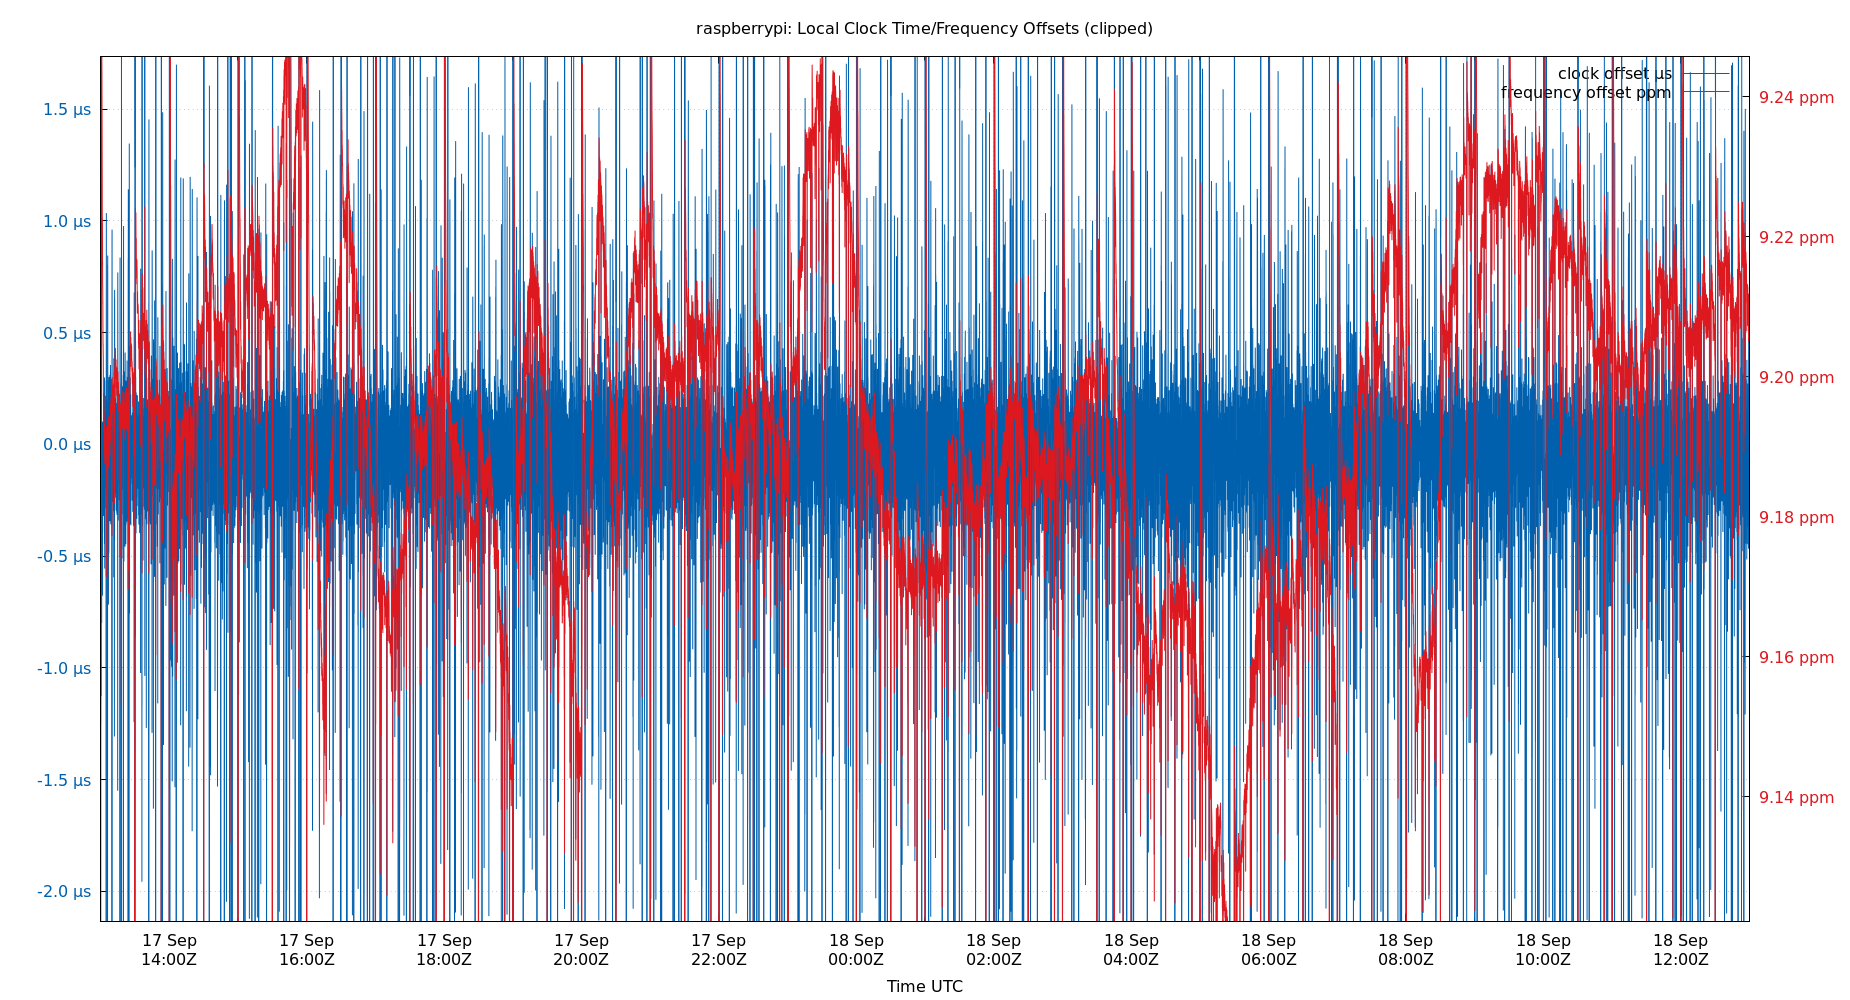 raspberrypi: Local Clock Time/Frequency Offsets (clipped)
clock offset µs
frequency offset ppm
1.5 µs
1.0 µs
0.5 µs
0.0 µs
-0.5 µs
-1.0 µs
-1.5 µs
-2.0 µs
9.24 ppm
9.22 ppm
9.20 ppm
9.18 ppm
9.16 ppm
9.14 ppm
17 Sep 17 Sep 17 Sep 17 Sep 17 Sep 18 Sep 18 Sep 18 Sep 18 Sep 18 Sep 18 Sep 18 Sep
14:00Z 16:00Z 18:00Z 20:00Z 22:00Z 00:00Z 02:00Z 04:00Z 06:00Z 08:00Z 10:00Z 12:00Z
Time UTC